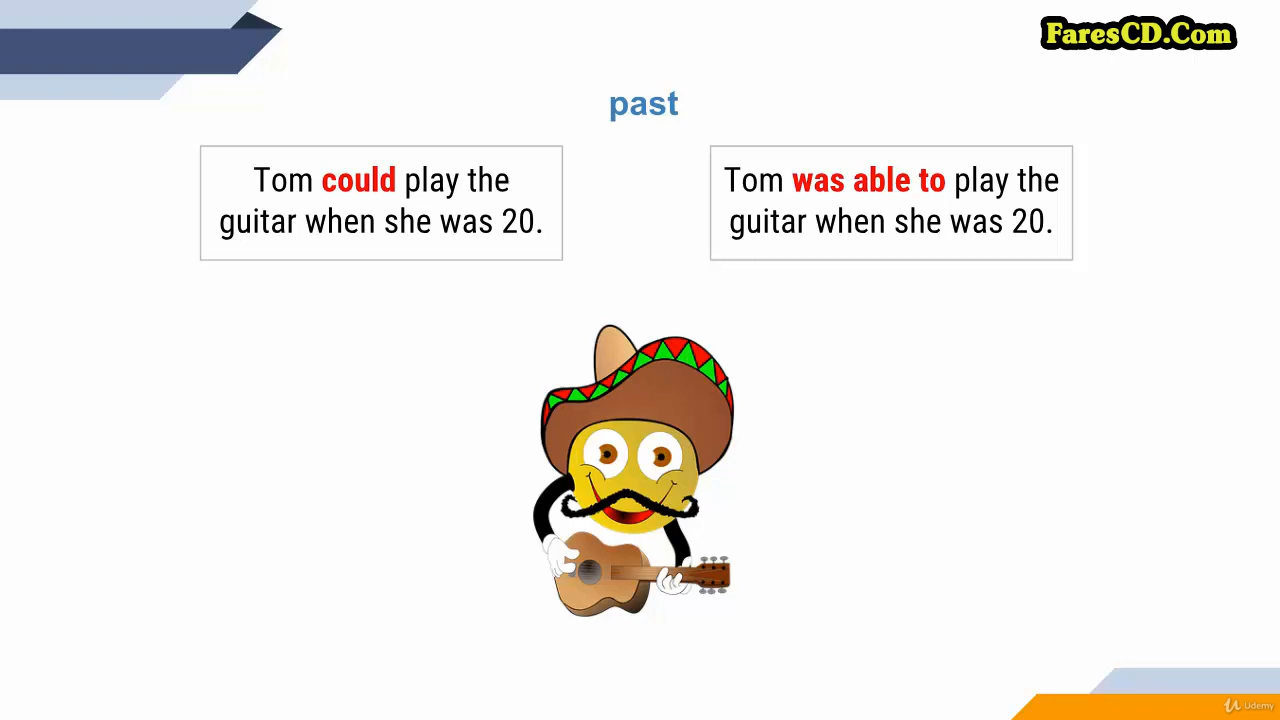 FaresCD.Com
past
Tom could play the
guitar when she was 20.
Tom was able to play the
guitar when she was 20.
Udemy